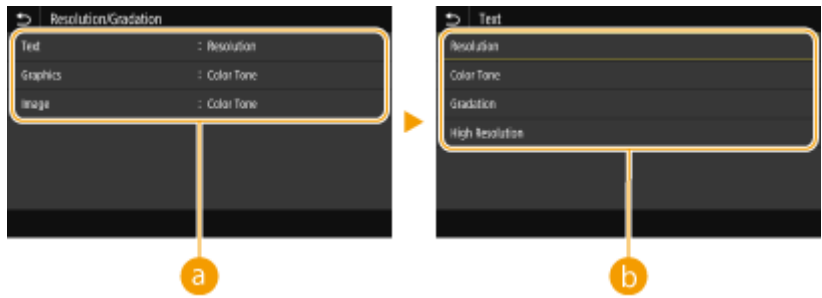 Resolution/Gradation
Text : Resolution
Graphics : Color Tone
Image : Color Tone
a
Text
Resolution
Color Tone
Gradation
High Resolution
b